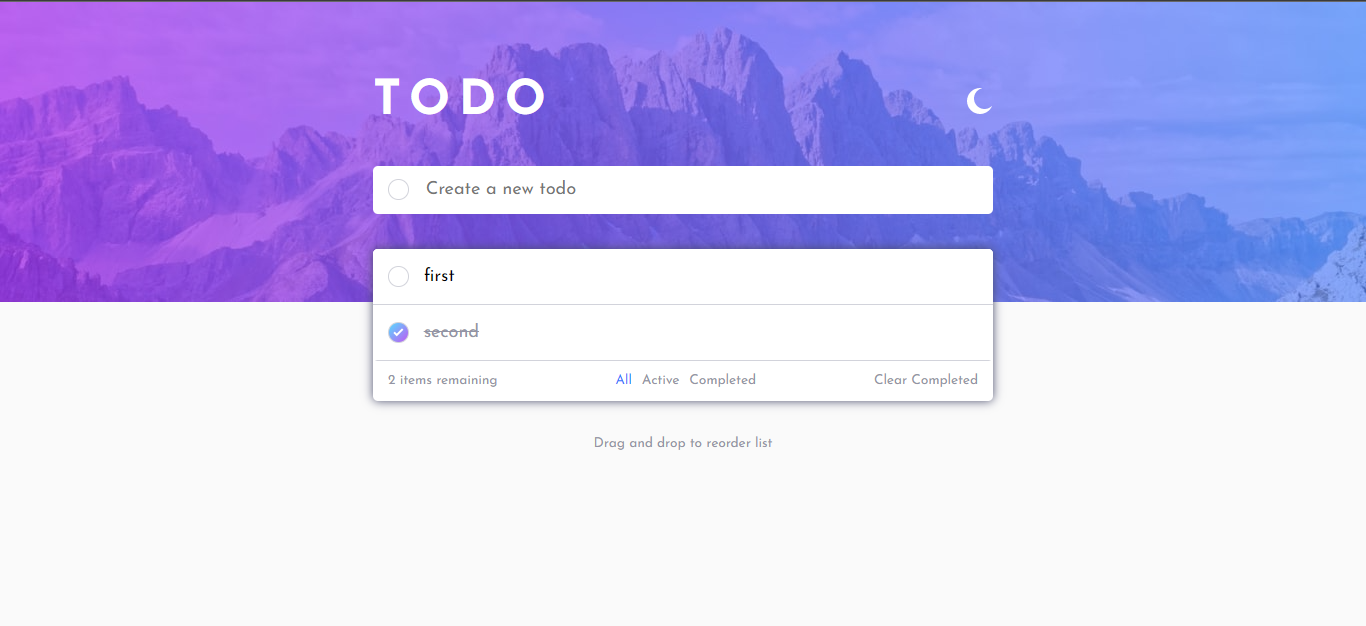 TODO
Create a new todo
first
second
2 items remaining All Active Completed Clear Completed
Drag and drop to reorder list